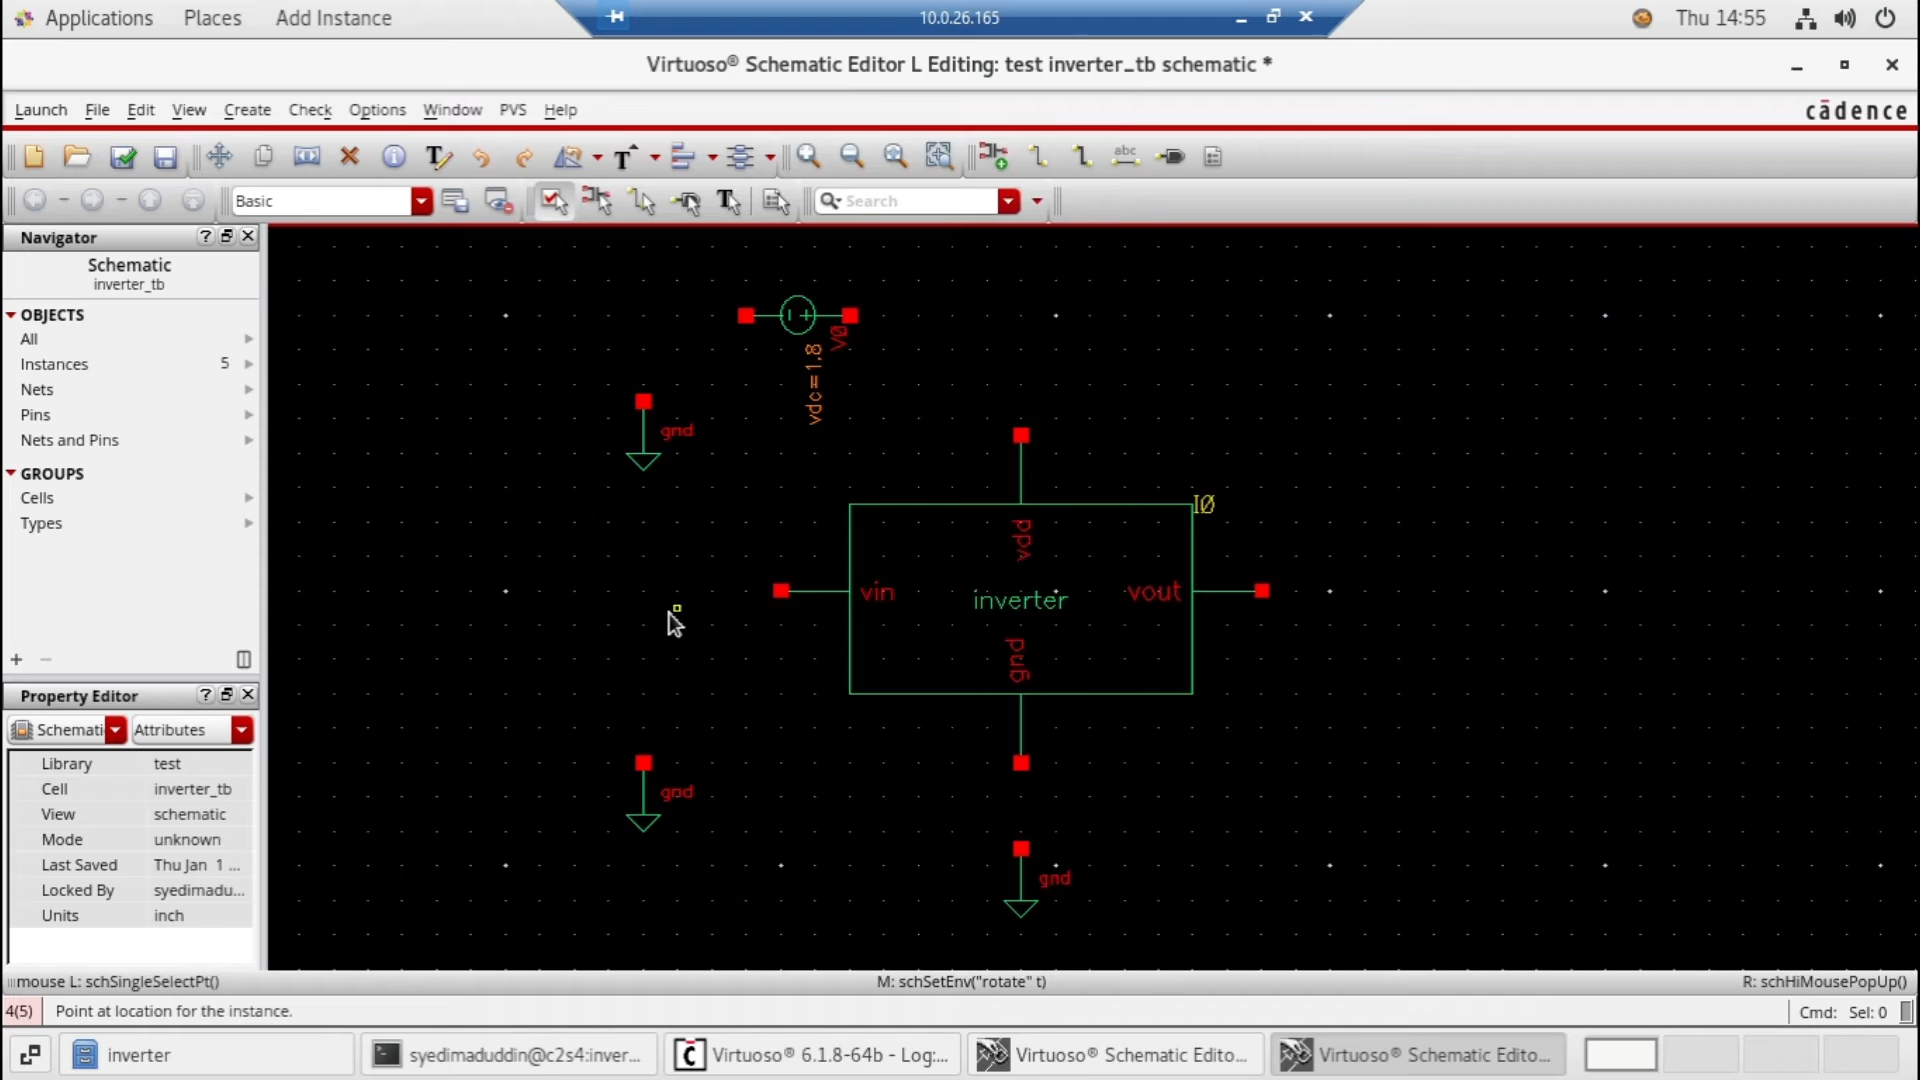 Applications Places Add Instance 10.0.26.165 Thu 14:55
Virtuoso® Schematic Editor L Editing: test inverter_tb schematic *
Launch File Edit View Create Check Options Window PVS Help cādence
abc
Basic Search
Navigator
Schematic
inverter_tb
OBJECTS
All
Instances 5
Nets
Pins
Nets and Pins
GROUPS
Cells
Types
Property Editor
Schemati Attributes
Library test
Cell inverter_tb
View schematic
Mode unknown
Last Saved Thu Jan 1 ...
Locked By syedimadu...
Units inch
V0
vdc=1.8
gnd
I0
vdd
vin inverter vout
gnd
gnd
gnd
mouse L: schSingleSelectPt() M: schSetEnv("rotate" t) R: schHiMousePopUp()
4(5) Point at location for the instance. Cmd: Sel: 0
inverter syedimaduddin@c2s4:inver... Virtuoso® 6.1.8-64b - Log:... Virtuoso® Schematic Edito... Virtuoso® Schematic Edito...